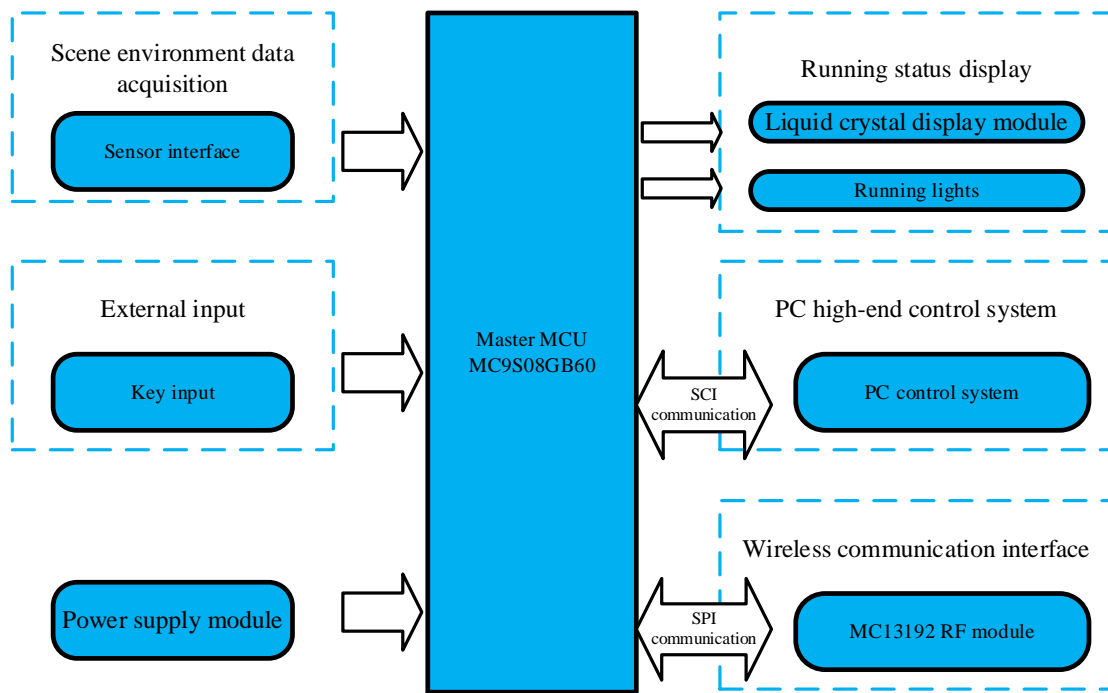 Scene environment data
acquisition
Sensor interface
External input
Key input
Power supply module
Master MCU
MC9S08GB60
Running status display
Liquid crystal display module
Running lights
PC high-end control system
SCI
communication
PC control system
Wireless communication interface
SPI
communication
MC13192 RF module